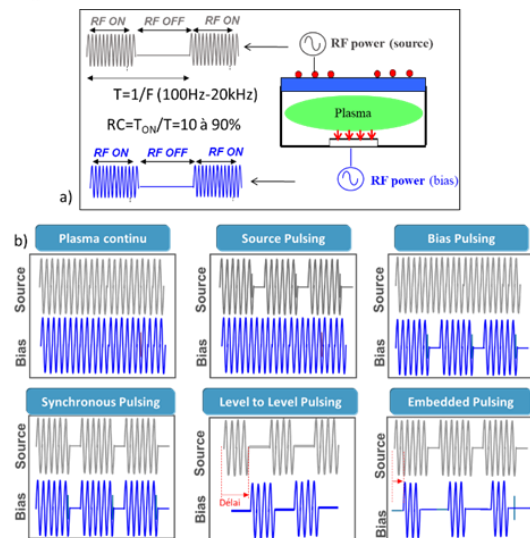 RF ON RF OFF RF ON
RF power (source)
T=1/F (100Hz-20kHz)
Plasma
RC=TON/T=10 à 90%
RF ON RF OFF RF ON
RF power (bias)
a)
b)
Plasma continu Source Pulsing Bias Pulsing
Source Source Source
Bias Bias Bias
Synchronous Pulsing Level to Level Pulsing Embedded Pulsing
Source Source Source
Délai
Bias Bias Bias